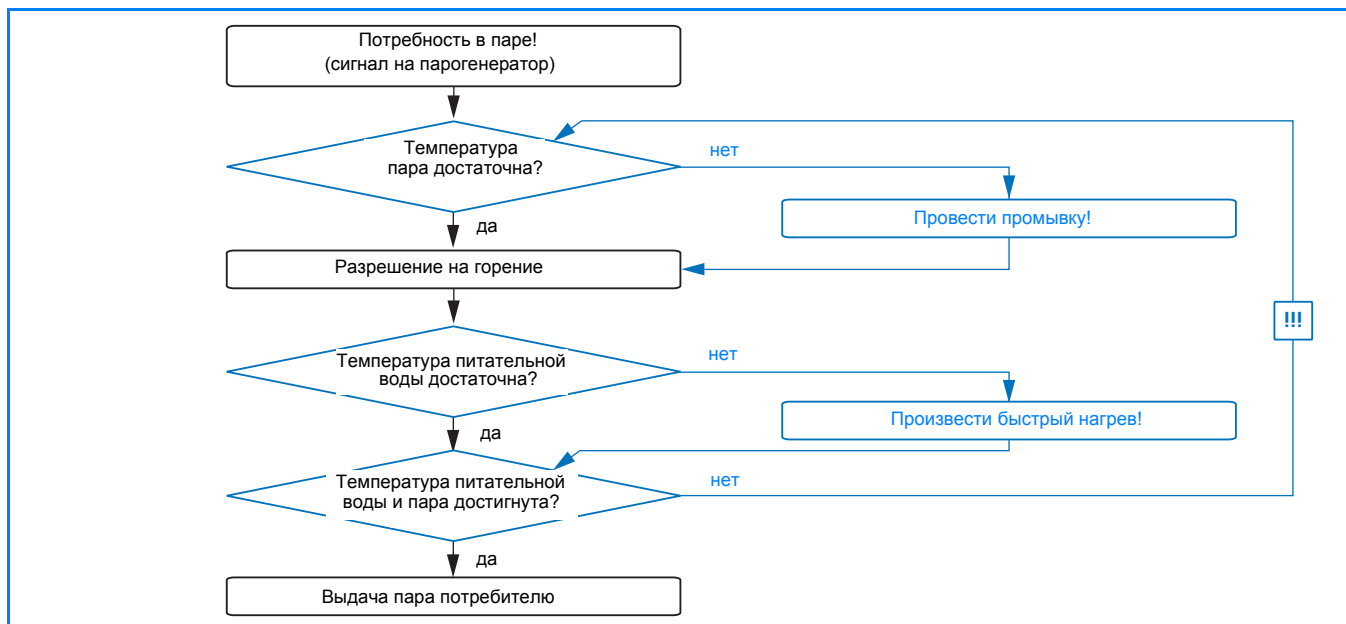 Потребность в паре!
(сигнал на парогенератор)
Температура
пара достаточна?
нет
Провести промывку!
да
Разрешение на горение
!!!
Температура питательной
воды достаточна?
нет
Произвести быстрый нагрев!
да
Температура питательной
воды и пара достигнута?
нет
да
Выдача пара потребителю